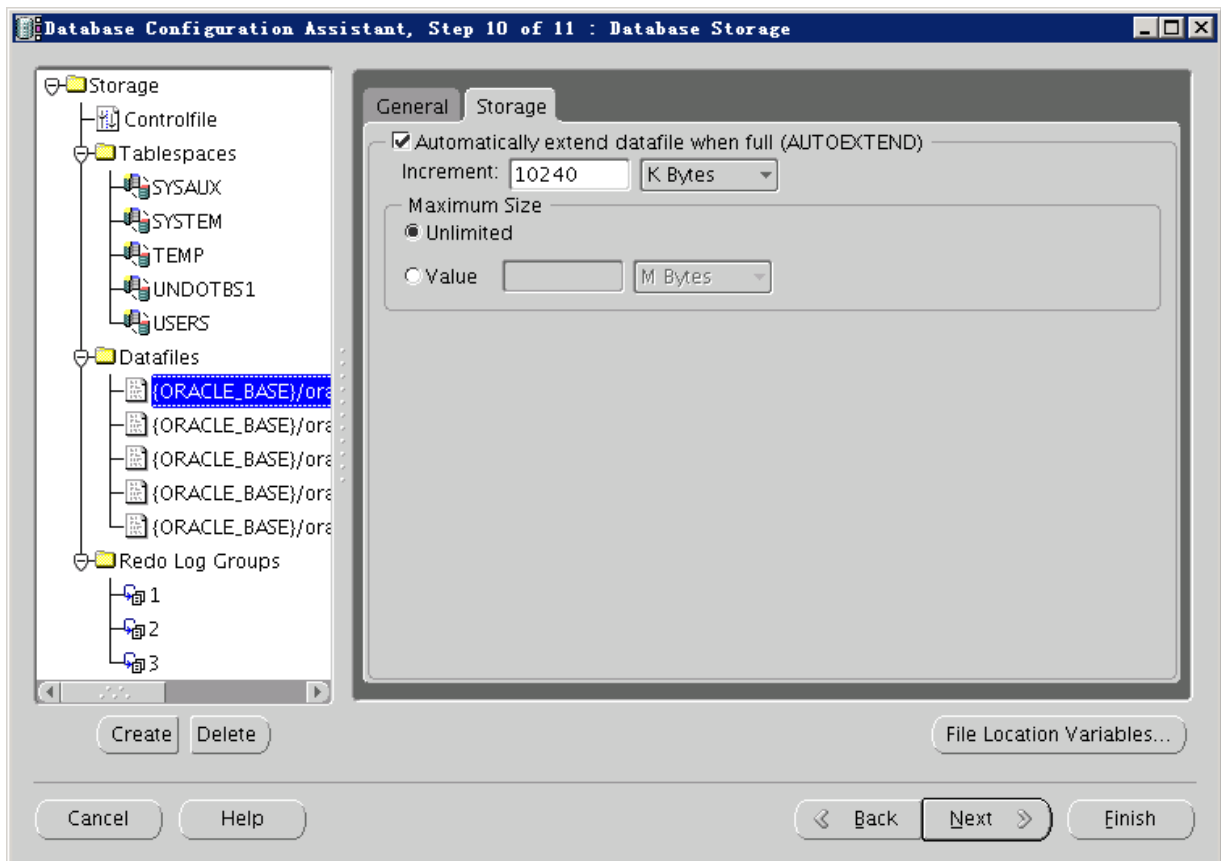 Database Configuration Assistant, Step 10 of 11 : Database Storage
Storage
Controlfile
Tablespaces
SYSAUX
SYSTEM
TEMP
UNDOTBS1
USERS
Datafiles
{ORACLE_BASE}/ora
{ORACLE_BASE}/ora
{ORACLE_BASE}/ora
{ORACLE_BASE}/ora
{ORACLE_BASE}/ora
Redo Log Groups
1
2
3
Create Delete
General Storage
Automatically extend datafile when full (AUTOEXTEND)
Increment: 10240 K Bytes
Maximum Size
Unlimited
Value M Bytes
File Location Variables...
Cancel Help Back Next Finish